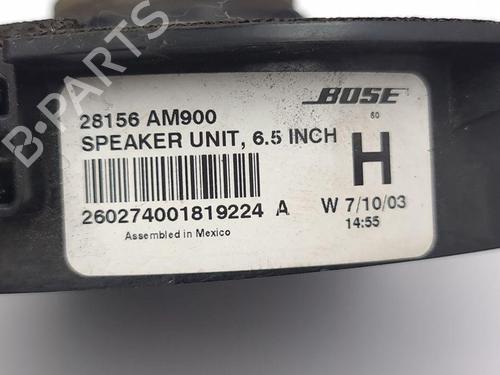 B-PARTS
BOSE
28156 AM900
60
SPEAKER UNIT, 6.5 INCH
H
260274001819224 A
W 7/10/03
Assembled in Mexico
14:55